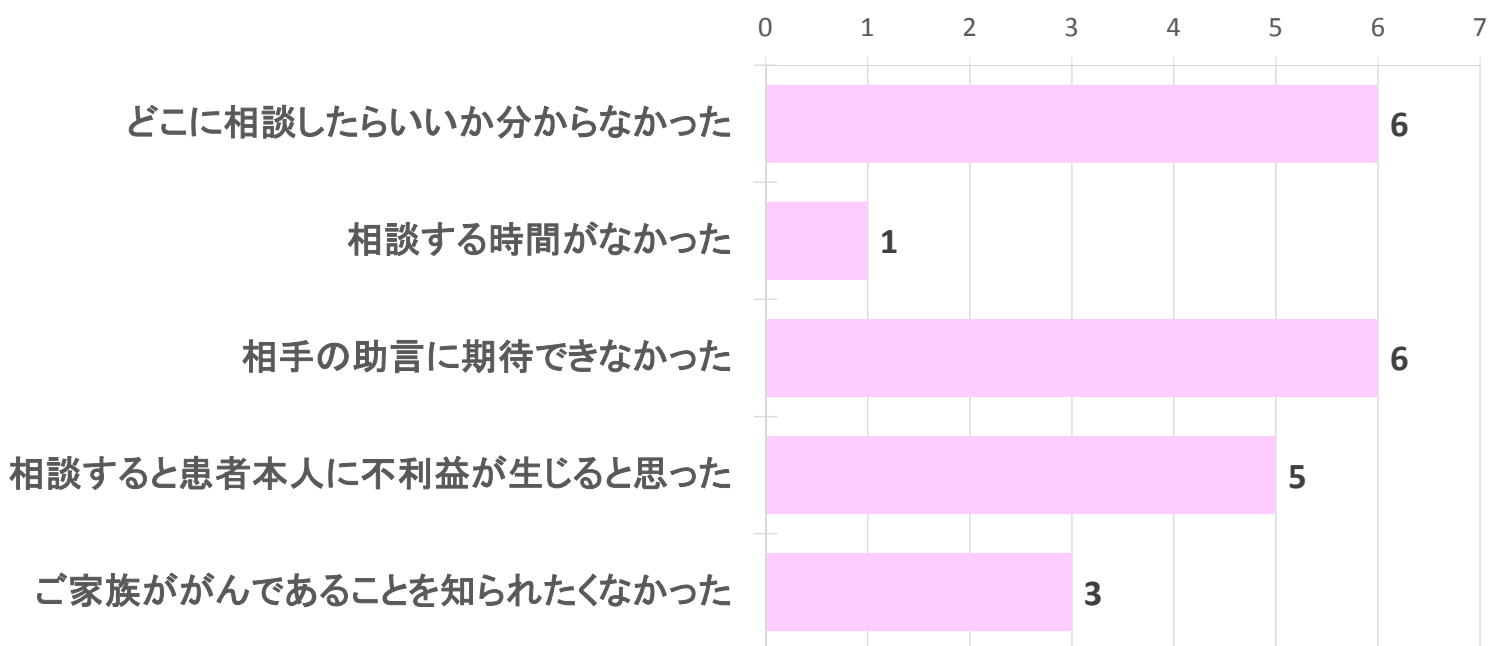 0 1 2 3 4 5 6 7
どこに相談したらいいか分からなかった 6
相談する時間がなかった 1
相手の助言に期待できなかった 6
相談すると患者本人に不利益が生じると思った 5
ご家族ががんであることを知られたくなかった 3